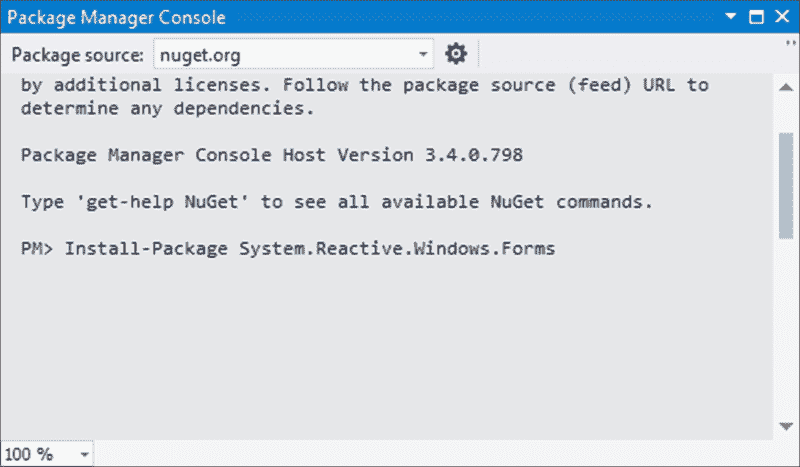 Package Manager Console
Package source: nuget.org
by additional licenses. Follow the package source (feed) URL to
determine any dependencies.
Package Manager Console Host Version 3.4.0.798
Type 'get-help NuGet' to see all available NuGet commands.
PM> Install-Package System.Reactive.Windows.Forms
100 %